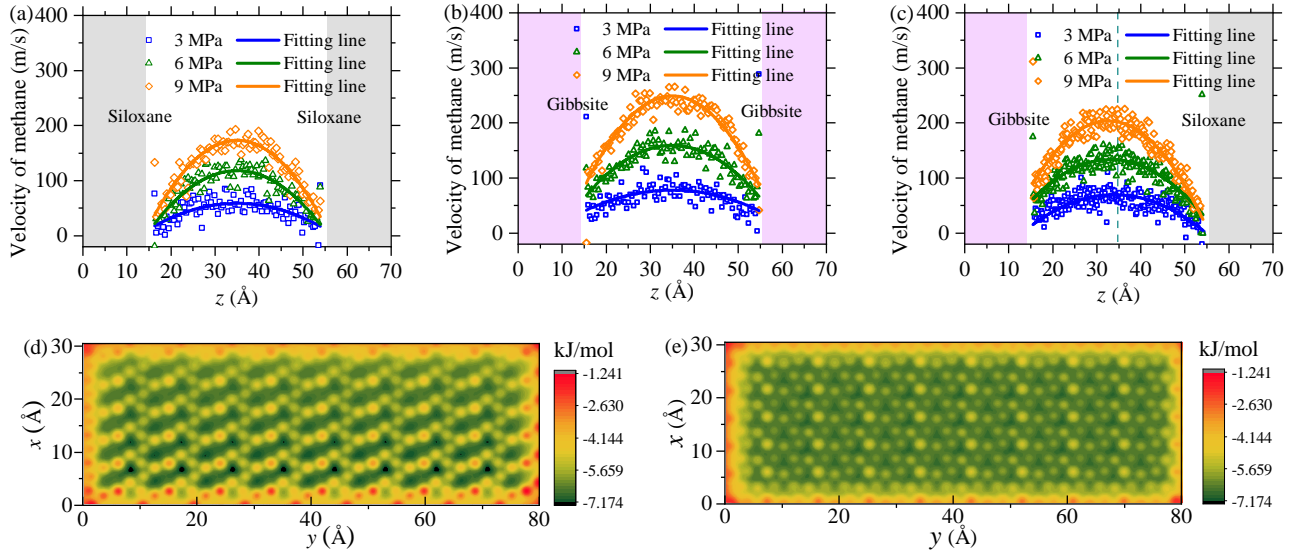 (a)
3 MPa Fitting line
6 MPa Fitting line
9 MPa Fitting line
Siloxane Siloxane
Velocity of methane (m/s)
400
300
200
100
0
0 10 20 30 40 50 60 70
z (Å)
(b)
3 MPa Fitting line
6 MPa Fitting line
9 MPa Fitting line
Gibbsite Gibbsite
Velocity of methane (m/s)
400
300
200
100
0
0 10 20 30 40 50 60 70
z (Å)
(c)
3 MPa Fitting line
6 MPa Fitting line
9 MPa Fitting line
Gibbsite Siloxane
Velocity of methane (m/s)
400
300
200
100
0
0 10 20 30 40 50 60 70
z (Å)
(d)
x (Å)
30
20
10
0
0 20 40 60 80
y (Å)
kJ/mol
-1.241
-2.630
-4.144
-5.659
-7.174
(e)
x (Å)
30
20
10
0
0 20 40 60 80
y (Å)
kJ/mol
-1.241
-2.630
-4.144
-5.659
-7.174